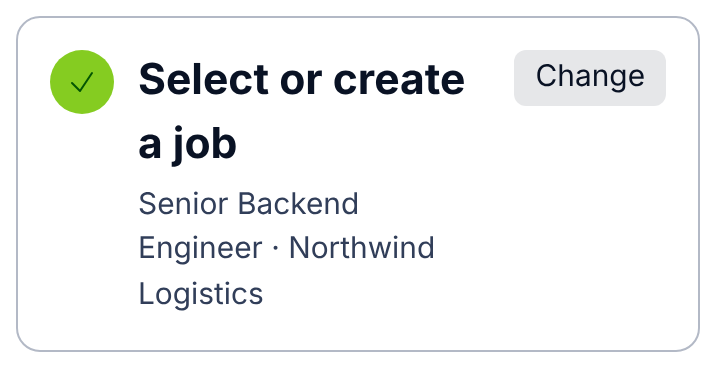 Select or create
a job
Change
Senior Backend
Engineer · Northwind
Logistics